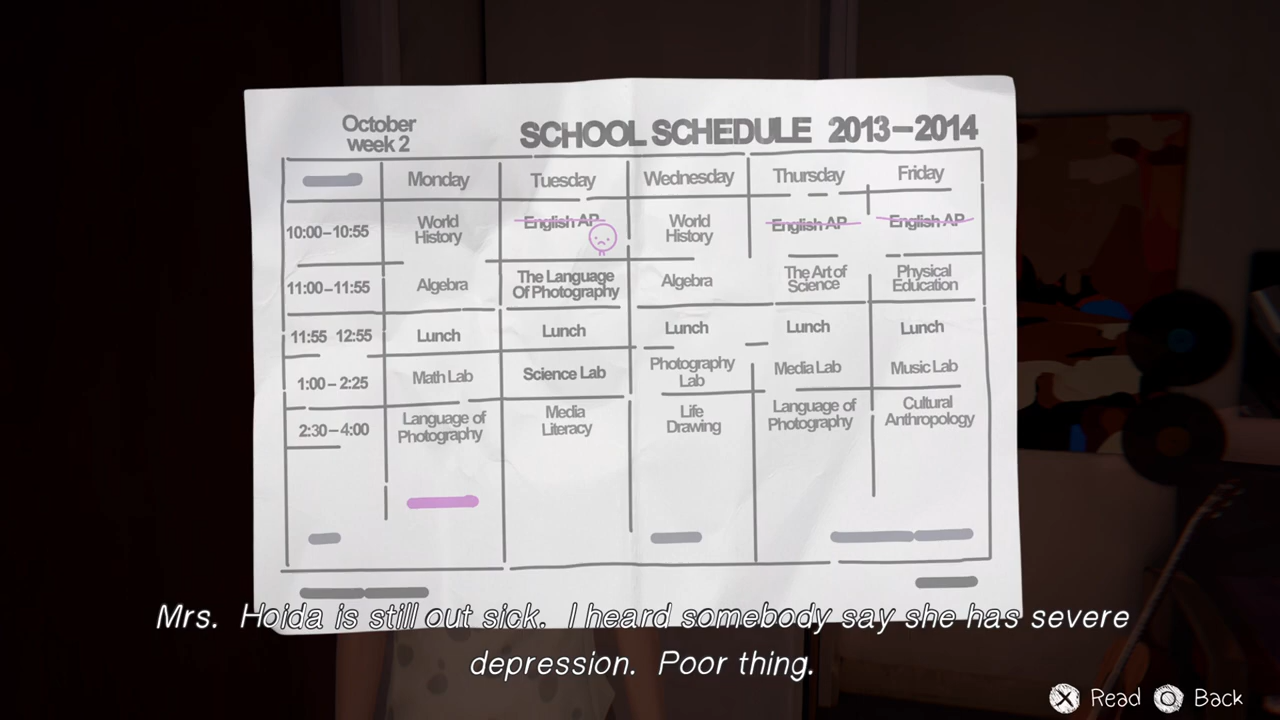 October
week 2
SCHOOL SCHEDULE 2013-2014
Monday Tuesday Wednesday Thursday Friday
10:00-10:55
World
History
English AP
World
History
English AP
English AP
11:00-11:55
Algebra
The Language
Of Photography
Algebra
The Art of
Science
Physical
Education
11:55 12:55
Lunch
Lunch
Lunch
Lunch
Lunch
1:00-2:25
Math Lab
Science Lab
Photography
Lab
Media Lab
Music Lab
2:30-4:00
Language of
Photography
Media
Literacy
Life
Drawing
Language of
Photography
Cultural
Anthropology
Mrs. Hoida is still out sick. I heard somebody say she has severe
depression. Poor thing.
Read Back